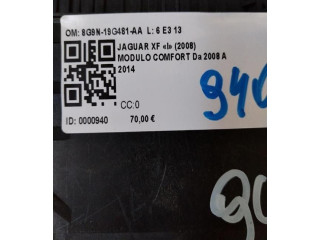 OM: 8G9N-19G481-AA L: 6 E3 13
JAGUAR XF «I» (2008)
MODULO COMFORT Da 2008 A
2014
CC:0
ID: 0000940 70,00 €
940